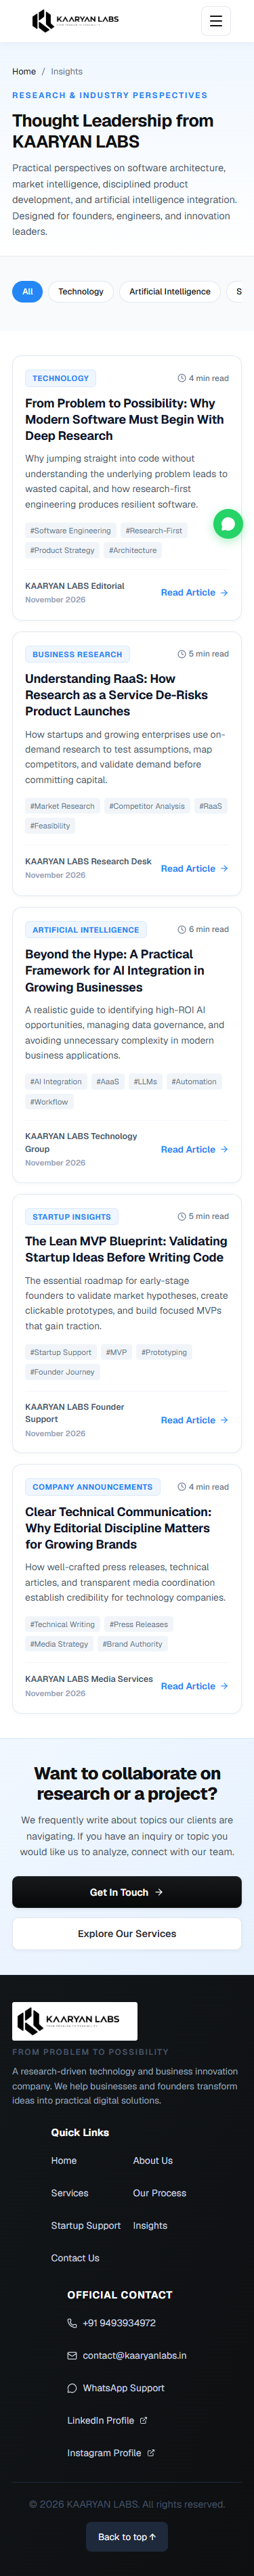 KAARYAN LABS
Home / Insights
RESEARCH & INDUSTRY PERSPECTIVES
Thought Leadership from
KAARYAN LABS
Practical perspectives on software architecture,
market intelligence, disciplined product
development, and artificial intelligence integration.
Designed for founders, engineers, and innovation
leaders.
All Technology Artificial Intelligence S
TECHNOLOGY 4 min read
From Problem to Possibility: Why
Modern Software Must Begin With
Deep Research
Why jumping straight into code without
understanding the underlying problem leads to
wasted capital, and how research-first
engineering produces resilient software.
#Software Engineering #Research-First
#Product Strategy #Architecture
KAARYAN LABS Editorial
November 2026
Read Article →
BUSINESS RESEARCH 5 min read
Understanding RaaS: How
Research as a Service De-Risks
Product Launches
How startups and growing enterprises use on-
demand research to test assumptions, map
competitors, and validate demand before
committing capital.
#Market Research #Competitor Analysis #RaaS
#Feasibility
KAARYAN LABS Research Desk
November 2026
Read Article →
ARTIFICIAL INTELLIGENCE 6 min read
Beyond the Hype: A Practical
Framework for AI Integration in
Growing Businesses
A realistic guide to identifying high-ROI AI
opportunities, managing data governance, and
avoiding unnecessary complexity in modern
business applications.
#AI Integration #AaaS #LLMs #Automation
#Workflow
KAARYAN LABS Technology
Group
November 2026
Read Article →
STARTUP INSIGHTS 5 min read
The Lean MVP Blueprint: Validating
Startup Ideas Before Writing Code
The essential roadmap for early-stage
founders to validate market hypotheses, create
clickable prototypes, and build focused MVPs
that gain traction.
#Startup Support #MVP #Prototyping
#Founder Journey
KAARYAN LABS Founder
Support
November 2026
Read Article →
COMPANY ANNOUNCEMENTS 4 min read
Clear Technical Communication:
Why Editorial Discipline Matters
for Growing Brands
How well-crafted press releases, technical
articles, and transparent media coordination
establish credibility for technology companies.
#Technical Writing #Press Releases
#Media Strategy #Brand Authority
KAARYAN LABS Media Services
November 2026
Read Article →
Want to collaborate on
research or a project?
We frequently write about topics our clients are
navigating. If you have an inquiry or topic you
would like us to analyze, connect with our team.
Get In Touch →
Explore Our Services
KAARYAN LABS
FROM PROBLEM TO POSSIBILITY
A research-driven technology and business innovation
company. We help businesses and founders transform
ideas into practical digital solutions.
Quick Links
Home About Us
Services Our Process
Startup Support Insights
Contact Us
OFFICIAL CONTACT
+91 9493934972
contact@kaaryanlabs.in
WhatsApp Support
LinkedIn Profile
Instagram Profile
© 2026 KAARYAN LABS. All rights reserved.
Back to top ↑